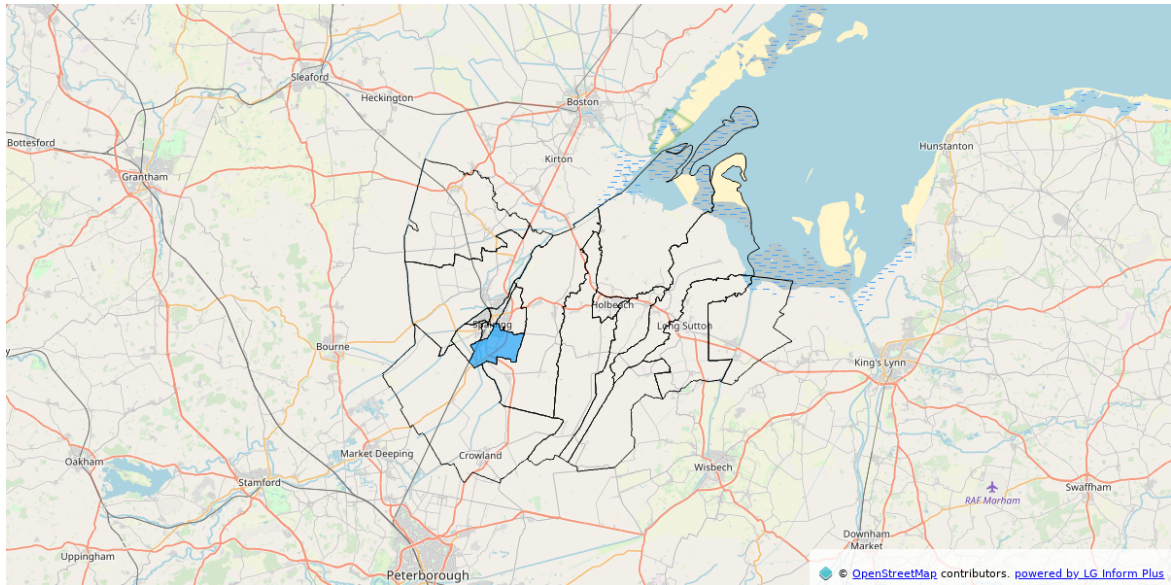 Sleaford
Heckington
Boston
Bottesford
Hunstanton
Kirton
Grantham
Holbeach
Spalding
Long Sutton
Bourne
King's Lynn
Market Deeping
Crowland
Oakham
Wisbech
Stamford
Swaffham
RAF Marham
Downham
Market
Uppingham
Peterborough
© OpenStreetMap contributors. powered by LG Inform Plus